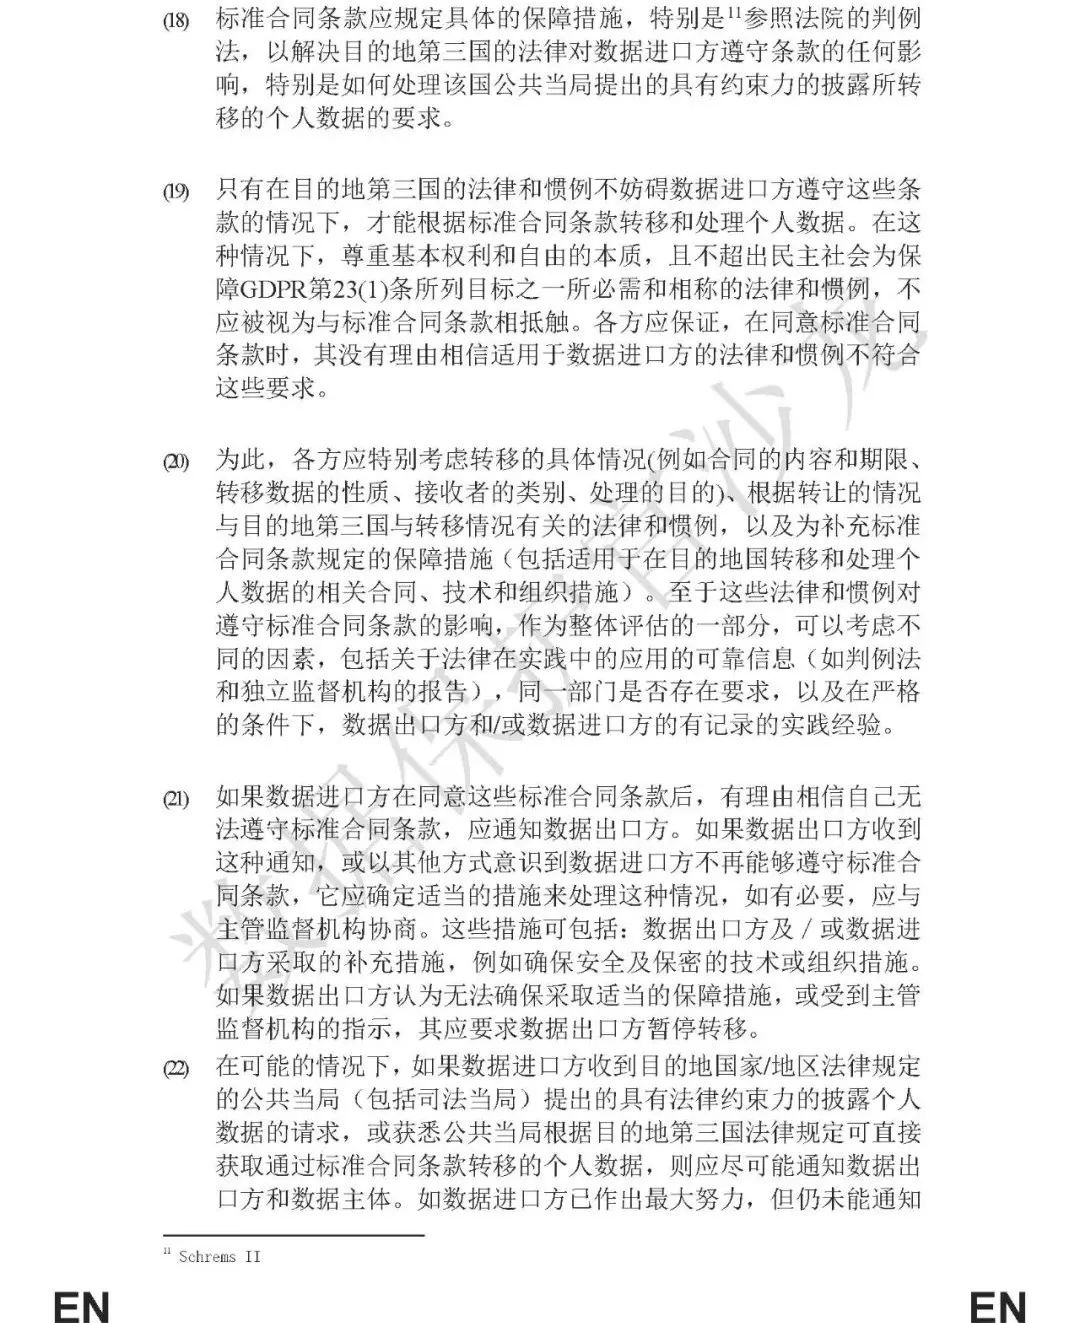 (18) 标准合同条款应规定具体的保障措施，特别是11参照法院的判例
法，以解决目的地第三国的法律对数据进口方遵守条款的任何影
响，特别是如何处理该国公共当局提出的具有约束力的披露所转
移的个人数据的要求。
(19) 只有在目的地第三国的法律和惯例不妨碍数据进口方遵守这些条
款的情况下，才能根据标准合同条款转移和处理个人数据。在这
种情况下，尊重基本权利和自由的本质，且不超出民主社会为保
障GDPR第23(1)条所列目标之一所必需和相称的法律和惯例，不
应被视为与标准合同条款相抵触。各方应保证，在同意标准合同
条款时，其没有理由相信适用于数据进口方的法律和惯例不符合
这些要求。
(20) 为此，各方应特别考虑转移的具体情况(例如合同的内容和期限、
转移数据的性质、接收者的类别、处理的目的)、根据转让的情况
与目的地第三国与转移情况有关的法律和惯例，以及为补充标准
合同条款规定的保障措施（包括适用于在目的地国转移和处理个
人数据的相关合同、技术和组织措施）。至于这些法律和惯例对
遵守标准合同条款的影响，作为整体评估的一部分，可以考虑不
同的因素，包括关于法律在实践中的应用的可靠信息（如判例法
和独立监督机构的报告），同一部门是否存在要求，以及在严格
的条件下，数据出口方和/或数据进口方的有记录的实践经验。
(21) 如果数据进口方在同意这些标准合同条款后，有理由相信自己无
法遵守标准合同条款，应通知数据出口方。如果数据出口方收到
这种通知，或以其他方式意识到数据进口方不再能够遵守标准合
同条款，它应确定适当的措施来处理这种情况，如有必要，应与
主管监督机构协商。这些措施可包括：数据出口方及／或数据进
口方采取的补充措施，例如确保安全及保密的技术或组织措施。
如果数据出口方认为无法确保采取适当的保障措施，或受到主管
监督机构的指示，其应要求数据出口方暂停转移。
(22) 在可能的情况下，如果数据进口方收到目的地国家/地区法律规定
的公共当局（包括司法当局）提出的具有法律约束力的披露个人
数据的请求，或获悉公共当局根据目的地第三国法律规定可直接
获取通过标准合同条款转移的个人数据，则应尽可能通知数据出
口方和数据主体。如数据进口方已作出最大努力，但仍未能通知
11 Schrems II
EN EN
数据保护官沙龙